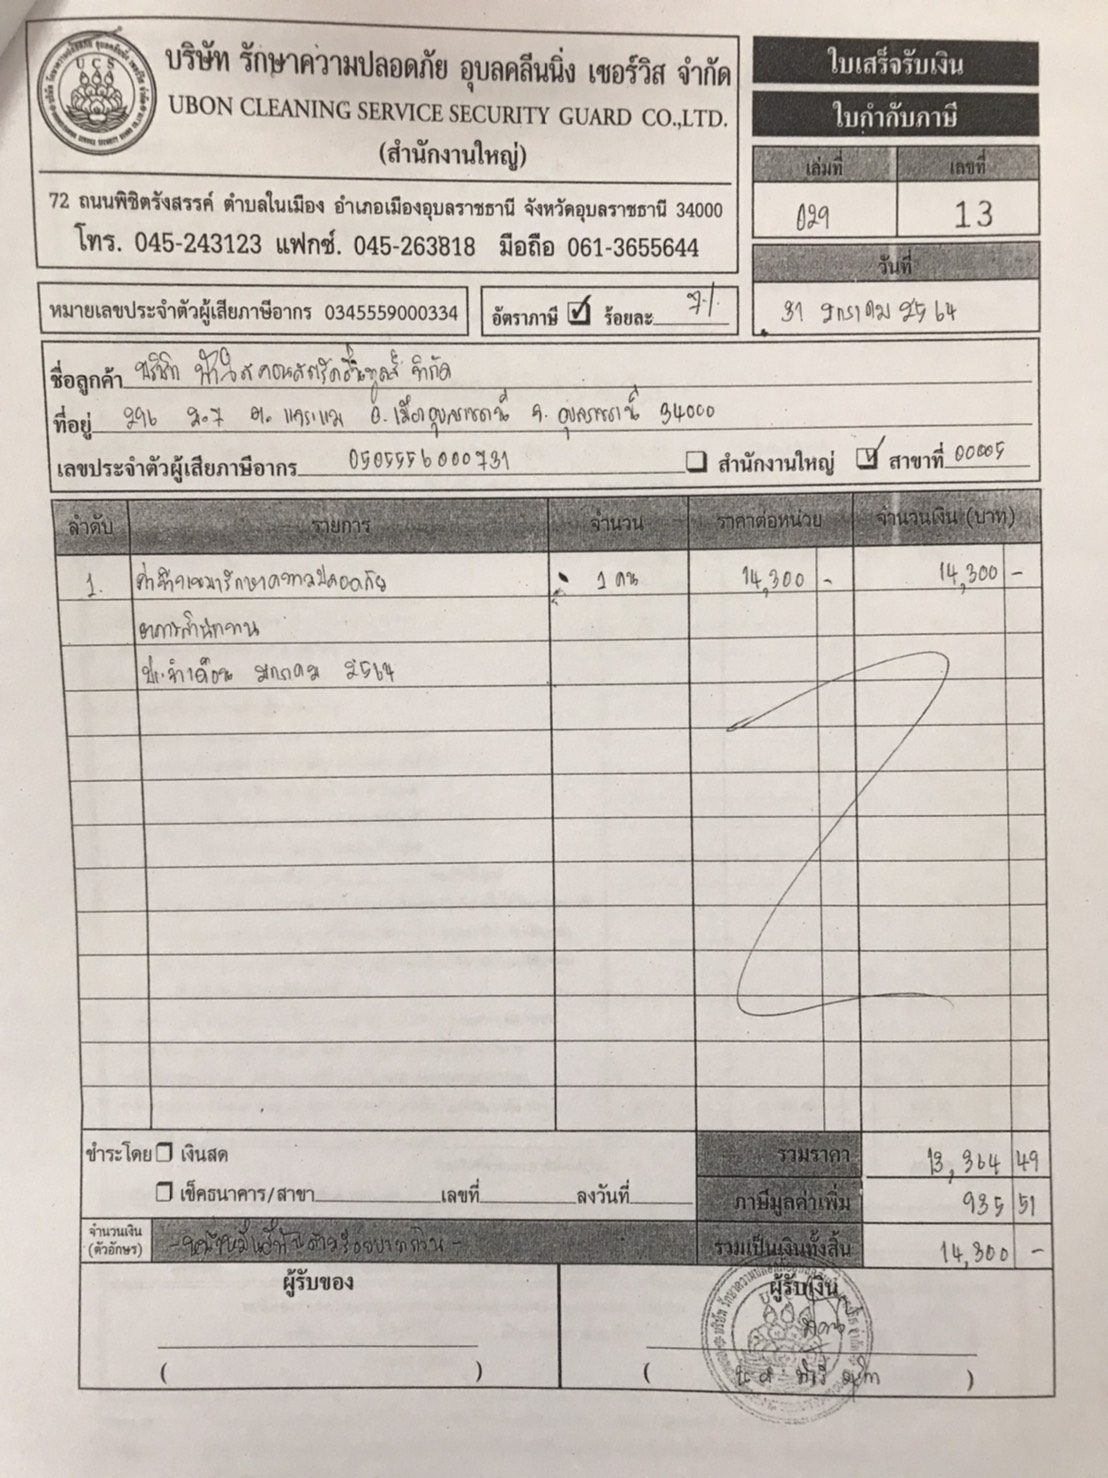 บริษัท รักษาความปลอดภัย อุบลคลีนนิ่ง เซอร์วิส จำกัด
UBON CLEANING SERVICE SECURITY GUARD CO.,LTD.
(สำนักงานใหญ่)
72 ถนนพิชิตรังสรรค์ ตำบลในเมือง อำเภอเมืองอุบลราชธานี จังหวัดอุบลราชธานี 34000
โทร. 045-243123 แฟกซ์. 045-263818 มือถือ 061-3655644
ใบเสร็จรับเงิน
ใบกำกับภาษี
เล่มที่ เลขที่
029 13
วันที่
31 มกราคม 2564
หมายเลขประจำตัวผู้เสียภาษีอากร 0345559000334
อัตราภาษี ร้อยละ 7%
ชื่อลูกค้า บริษัท จำกัด
ที่อยู่ 296 ม.7 ต. แจระแม อ. เมืองอุบลราชธานี จ. อุบลราชธานี 34000
เลขประจำตัวผู้เสียภาษีอากร 0505556000731 สำนักงานใหญ่ สาขาที่ 00005
ลำดับ รายการ จำนวน ราคาต่อหน่วย จำนวนเงิน (บาท)
1. ค่าจ้างเหมารักษาความปลอดภัย 1 คน 14,300 - 14,300 -
อาคารสำนักงาน
ประจำเดือน มกราคม 2564
ชำระโดย เงินสด
เช็คธนาคาร/สาขา เลขที่ ลงวันที่
รวมราคา 13,364 49
ภาษีมูลค่าเพิ่ม 935 51
จำนวนเงิน (ตัวอักษร) - หนึ่งหมื่นสี่พันสามร้อยบาทถ้วน -
รวมเป็นเงินทั้งสิ้น 14,300 -
ผู้รับของ ผู้รับเงิน
( ) ( )